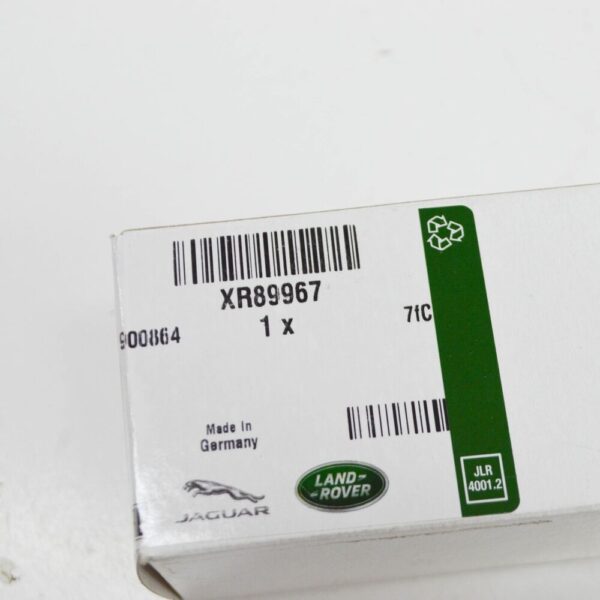 XR89967
1 x
900864
7fC
Made In
Germany
JAGUAR
LAND-
-ROVER
JLR
4001.2